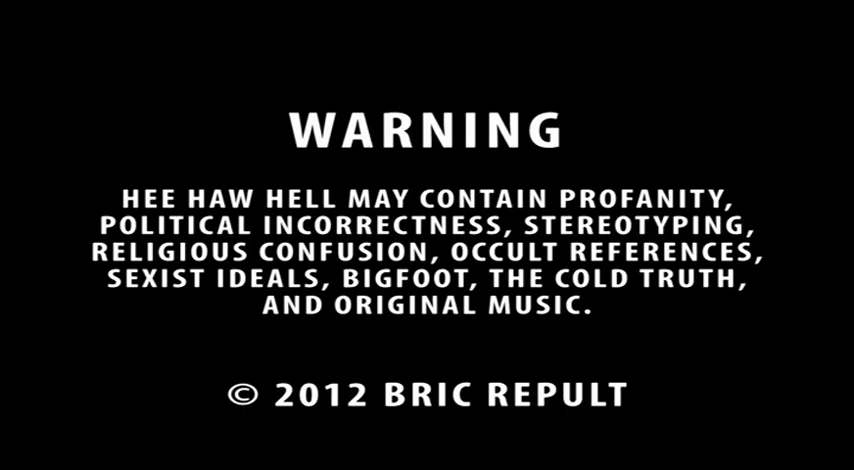 WARNING
HEE HAW HELL MAY CONTAIN PROFANITY,
POLITICAL INCORRECTNESS, STEREOTYPING,
RELIGIOUS CONFUSION, OCCULT REFERENCES,
SEXIST IDEALS, BIGFOOT, THE COLD TRUTH,
AND ORIGINAL MUSIC.
© 2012 BRIC REPULT